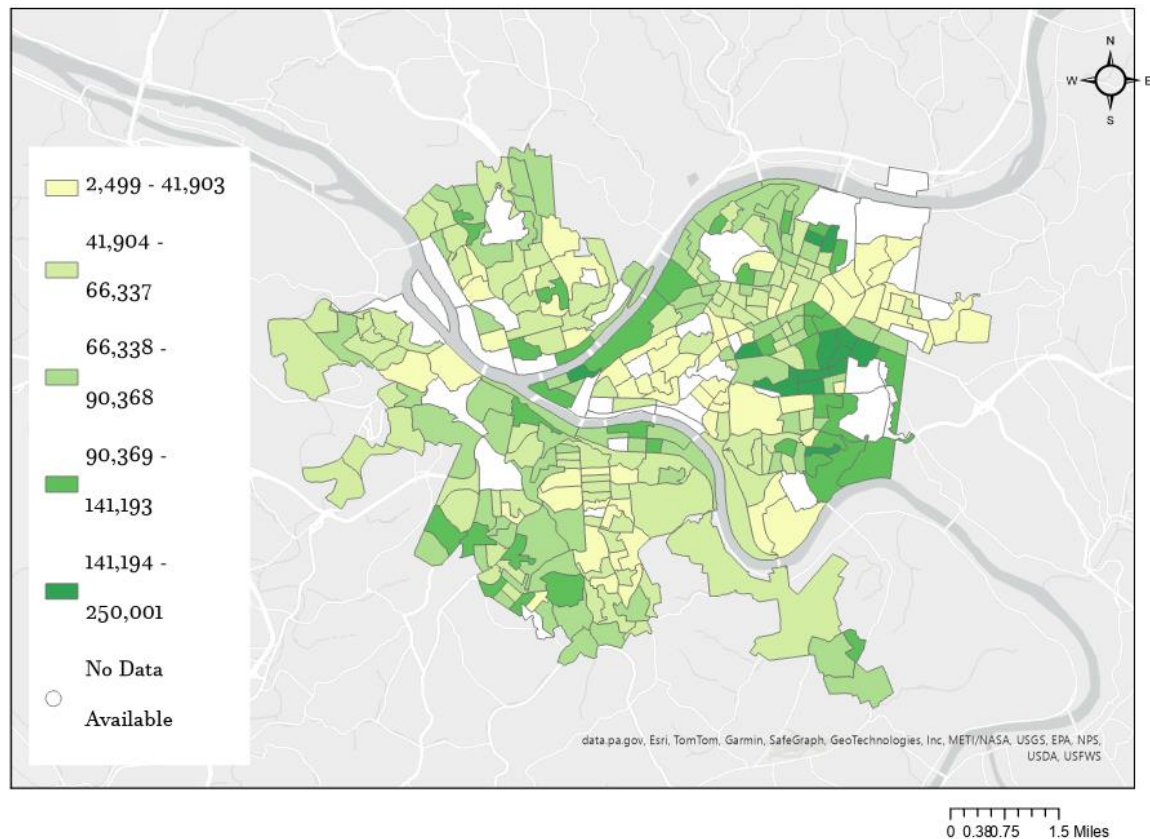 N
W E
S
2,499 - 41,903
41,904 -
66,337
66,338 -
90,368
90,369 -
141,193
141,194 -
250,001
No Data
Available
data.pa.gov, Esri, TomTom, Garmin, SafeGraph, GeoTechnologies, Inc, METI/NASA, USGS, EPA, NPS,
USDA, USFWS
0 0.380.75 1.5 Miles